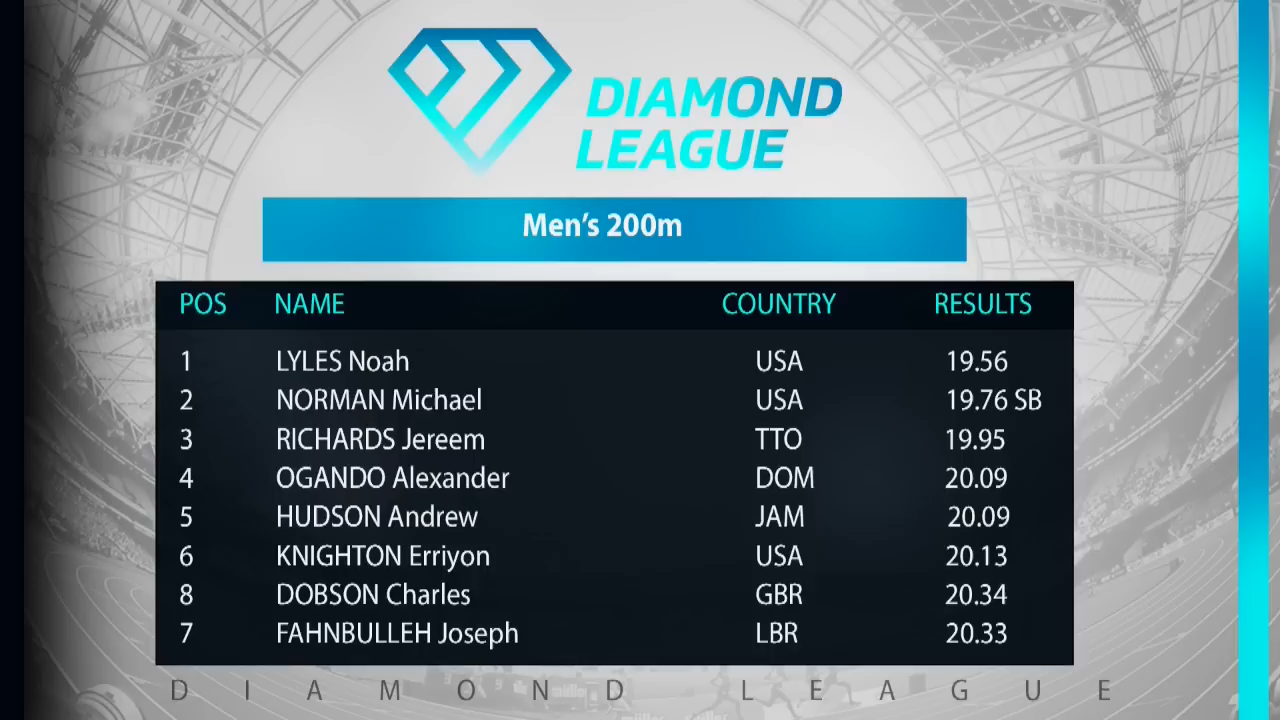 DIAMOND
LEAGUE
Men's 200m
POS NAME COUNTRY RESULTS
1 LYLES Noah USA 19.56
2 NORMAN Michael USA 19.76 SB
3 RICHARDS Jereem TTO 19.95
4 OGANDO Alexander DOM 20.09
5 HUDSON Andrew JAM 20.09
6 KNIGHTON Erriyon USA 20.13
8 DOBSON Charles GBR 20.34
7 FAHNBULLEH Joseph LBR 20.33
DIAMOND LEAGUE